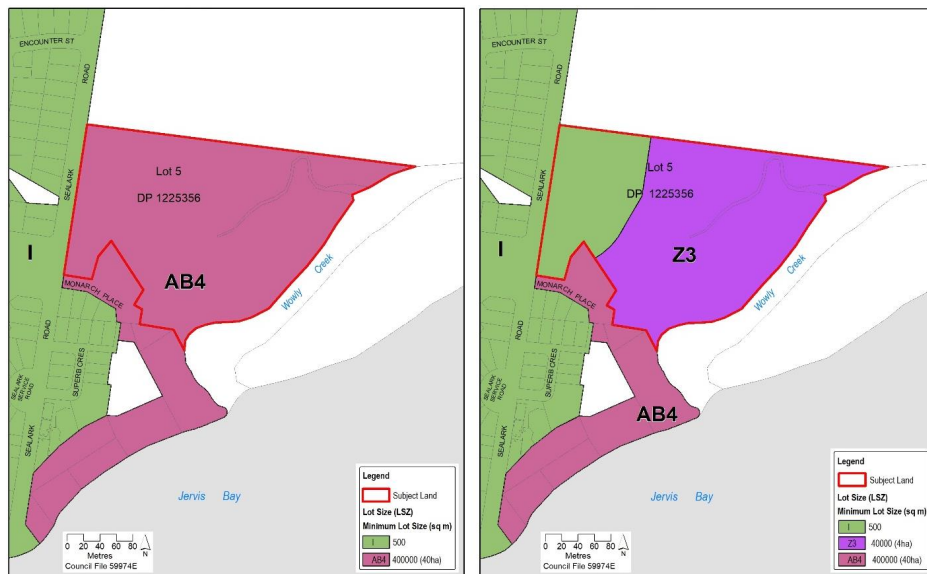 ENCOUNTER ST
ROAD
SEALARK
Lot 5
DP 1225356
I
AB4
MONARCH PLACE
Wowly Creek
ROAD
SUPERB CRES
SEALARK SERVICE ROAD
SEALARK
Jervis Bay
0 20 40 60 80
Metres
N
Council File 59974E
Legend
Subject Land
Lot Size (LSZ)
Minimum Lot Size (sq m)
I 500
AB4 400000 (40ha)
ENCOUNTER ST
ROAD
SEALARK
Lot 5
DP 1225356
I
Z3
MONARCH PLACE
Wowly Creek
ROAD
SUPERB CRES
SEALARK SERVICE ROAD
SEALARK
AB4
Jervis Bay
0 20 40 60 80
Metres
N
Council File 59974E
Legend
Subject Land
Lot Size (LSZ)
Minimum Lot Size (sq m)
I 500
Z3 40000 (4ha)
AB4 400000 (40ha)